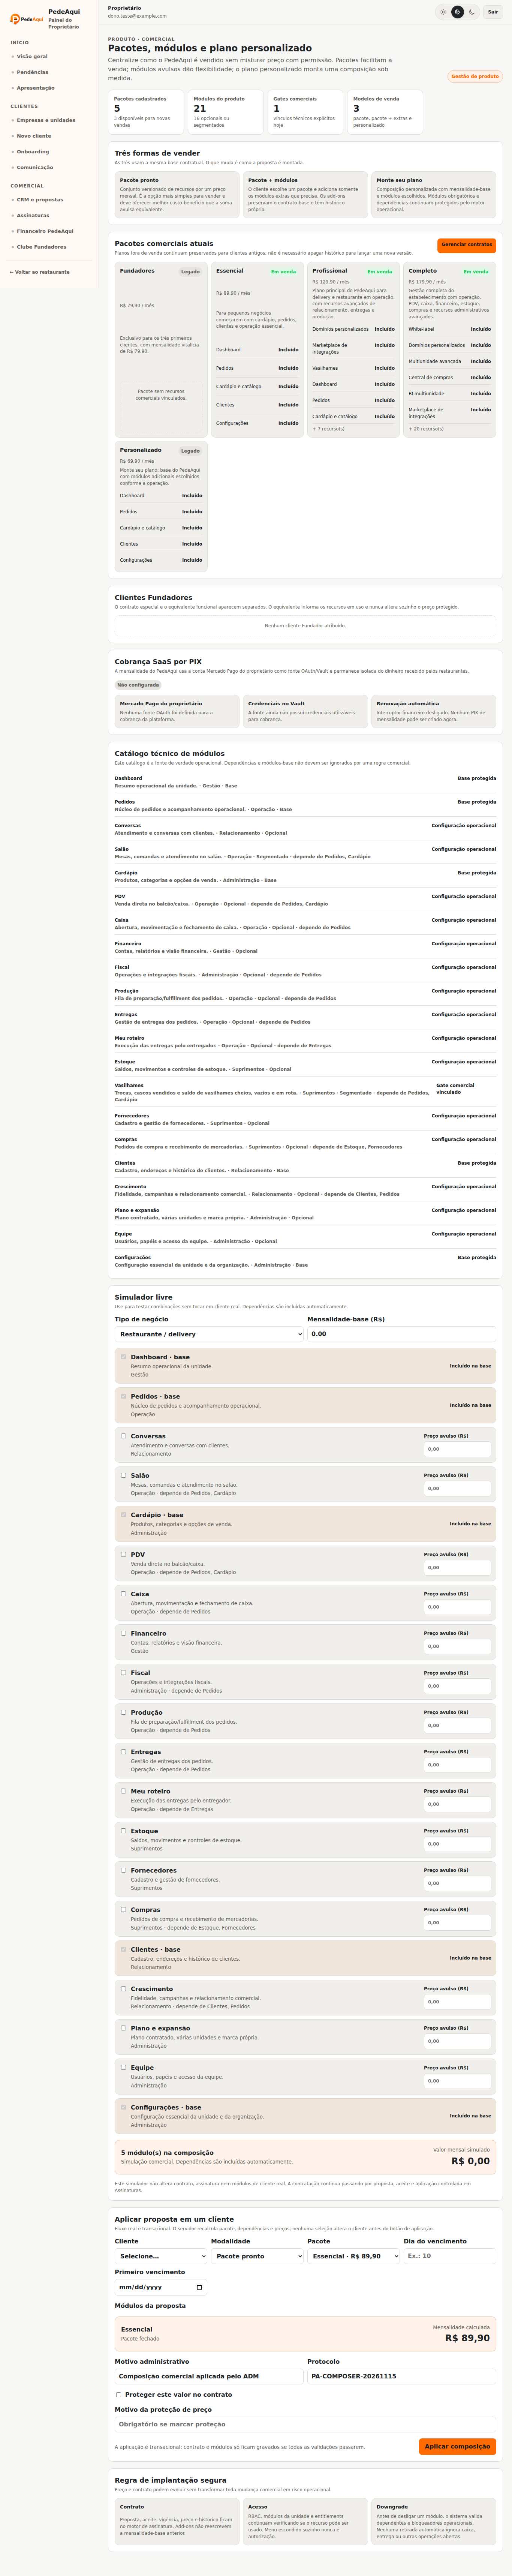 PedeAqui
PedeAqui
Painel do
Proprietário
INÍCIO
Visão geral
Pendências
Apresentação
CLIENTES
Empresas e unidades
Novo cliente
Onboarding
Comunicação
COMERCIAL
CRM e propostas
Assinaturas
Financeiro PedeAqui
Clube Fundadores
← Voltar ao restaurante
Proprietário
deno.teste@example.com
Sair
PRODUTO · COMERCIAL
Pacotes, módulos e plano personalizado
Centralize como o PedeAqui é vendido sem misturar preço com permissão. Pacotes facilitam a
venda; módulos avulsos dão flexibilidade; o plano personalizado monta uma composição sob
medida.
Gestão do produto
Pacotes cadastrados
5
3 disponíveis para novas
vendas
Módulos do produto
21
16 opcionais ou
segmentados
Gates comerciais
1
vínculos técnicos explícitos
hoje
Modelos de venda
3
pacote, pacote + extras e
personalizado
Três formas de vender
As três usam a mesma base contratual. O que muda é como a proposta é montada.
Pacote pronto
Conjunto versionado de recursos por um preço
mensal. É a opção mais simples para vender e
deve oferecer melhor custo-benefício que a soma
avulsa equivalente.
Pacote + módulos
O cliente escolhe um pacote e adiciona somente
os módulos extras que precisa. Os add-ons
preservam o contrato-base e têm histórico
próprio.
Monte seu plano
Composição personalizada com mensalidade-base
e módulos escolhidos. Módulos obrigatórios e
dependências continuam protegidos pelo motor
operacional.
Pacotes comerciais atuais
Planos fora de venda continuam preservados para clientes antigos; não é necessário apagar histórico para lançar uma nova versão.
Gerenciar contratos
Fundadores
Legado
R$ 79,90 / mês
Exclusivo para os três primeiros
clientes, com mensalidade vitalícia
de R$ 79,90.
Pacote sem recursos
comerciais vinculados.
Essencial
Em venda
R$ 89,90 / mês
Para pequenos negócios
começarem com cardápio, pedidos,
clientes e operação essencial.
Dashboard Incluído
Pedidos Incluído
Cardápio e catálogo Incluído
Clientes Incluído
Configurações Incluído
Profissional
Em venda
R$ 129,90 / mês
Plano principal do PedeAqui para
delivery e restaurante em operação,
com recursos avançados de
relacionamento, entregas e
produção.
Domínios personalizados Incluído
Marketplace de
integrações
Incluído
Vasilhames Incluído
Dashboard Incluído
Pedidos Incluído
Cardápio e catálogo Incluído
+ 7 recurso(s)
Completo
Em venda
R$ 179,90 / mês
Gestão completa do
estabelecimento com operação,
PDV, caixa, financeiro, estoque,
compras e recursos administrativos
avançados.
White-label Incluído
Domínios personalizados Incluído
Multiunidade avançada Incluído
Central de compras Incluído
BI multiunidade Incluído
Marketplace de
integrações
Incluído
+ 20 recurso(s)
Personalizado
Legado
R$ 69,90 / mês
Monte seu plano: base do PedeAqui
com módulos adicionais escolhidos
conforme a operação.
Dashboard Incluído
Pedidos Incluído
Cardápio e catálogo Incluído
Clientes Incluído
Configurações Incluído
Clientes Fundadores
O contrato especial e o equivalente funcional aparecem separados. O equivalente informa os recursos em uso e nunca altera sozinho o preço protegido.
Nenhum cliente Fundador atribuído.
Cobrança SaaS por PIX
A mensalidade do PedeAqui usa a conta Mercado Pago do proprietário como fonte OAuth/Vault e permanece isolada do dinheiro recebido pelos restaurantes.
Não configurada
Mercado Pago do proprietário
Nenhuma fonte OAuth foi definida para a
cobrança da plataforma.
Credenciais no Vault
A fonte ainda não possui credenciais utilizáveis
para cobrança.
Renovação automática
Interruptor financeiro desligado. Nenhum PIX de
mensalidade pode ser criado agora.
Catálogo técnico de módulos
Este catálogo é a fonte de verdade operacional. Dependências e módulos-base não devem ser ignorados por uma regra comercial.
Dashboard
Resumo operacional da unidade. · Gestão · Base
Base protegida
Pedidos
Núcleo de pedidos e acompanhamento operacional. · Operação · Base
Base protegida
Conversas
Atendimento e conversas com clientes. · Relacionamento · Opcional
Configuração operacional
Salão
Mesas, comandas e atendimento no salão. · Operação · Segmentado · depende de Pedidos, Cardápio
Configuração operacional
Cardápio
Produtos, categorias e opções de venda. · Administração · Base
Base protegida
PDV
Venda direta no balcão/caixa. · Operação · Opcional · depende de Pedidos, Cardápio
Configuração operacional
Caixa
Abertura, movimentação e fechamento de caixa. · Operação · Opcional · depende de Pedidos
Configuração operacional
Financeiro
Contas, relatórios e visão financeira. · Gestão · Opcional
Configuração operacional
Fiscal
Operações e integrações fiscais. · Administração · Opcional · depende de Pedidos
Configuração operacional
Produção
Fila de preparação/fulfillment dos pedidos. · Operação · Opcional · depende de Pedidos
Configuração operacional
Entregas
Gestão de entregas dos pedidos. · Operação · Opcional · depende de Pedidos
Configuração operacional
Meu roteiro
Execução das entregas pelo entregador. · Operação · Opcional · depende de Entregas
Configuração operacional
Estoque
Saldos, movimentos e controles de estoque. · Suprimentos · Opcional
Configuração operacional
Vasilhames
Trocas, cascos vendidos e saldo de vasilhames cheios, vazios e em rota. · Suprimentos · Segmentado · depende de Pedidos,
Cardápio
Gate comercial
vinculado
Fornecedores
Cadastro e gestão de fornecedores. · Suprimentos · Opcional
Configuração operacional
Compras
Pedidos de compra e recebimento de mercadorias. · Suprimentos · Opcional · depende de Estoque, Fornecedores
Configuração operacional
Clientes
Cadastro, endereços e histórico de clientes. · Relacionamento · Base
Base protegida
Crescimento
Fidelidade, campanhas e relacionamento comercial. · Relacionamento · Opcional · depende de Clientes, Pedidos
Configuração operacional
Plano e expansão
Plano contratado, várias unidades e marca própria. · Administração · Opcional
Configuração operacional
Equipe
Usuários, papéis e acesso da equipe. · Administração · Opcional
Configuração operacional
Configurações
Configuração essencial da unidade e da organização. · Administração · Base
Base protegida
Simulador livre
Use para testar combinações sem tocar em cliente real. Dependências são incluídas automaticamente.
Tipo de negócio
Restaurante / delivery
Mensalidade-base (R$)
0.00
Dashboard · base
Resumo operacional da unidade.
Gestão
Incluído na base
Pedidos · base
Núcleo de pedidos e acompanhamento operacional.
Operação
Incluído na base
Conversas
Atendimento e conversas com clientes.
Relacionamento
Preço avulso (R$)
0,00
Salão
Mesas, comandas e atendimento no salão.
Operação · depende de Pedidos, Cardápio
Preço avulso (R$)
0,00
Cardápio · base
Produtos, categorias e opções de venda.
Administração
Incluído na base
PDV
Venda direta no balcão/caixa.
Operação · depende de Pedidos, Cardápio
Preço avulso (R$)
0,00
Caixa
Abertura, movimentação e fechamento de caixa.
Operação · depende de Pedidos
Preço avulso (R$)
0,00
Financeiro
Contas, relatórios e visão financeira.
Gestão
Preço avulso (R$)
0,00
Fiscal
Operações e integrações fiscais.
Administração · depende de Pedidos
Preço avulso (R$)
0,00
Produção
Fila de preparação/fulfillment dos pedidos.
Operação · depende de Pedidos
Preço avulso (R$)
0,00
Entregas
Gestão de entregas dos pedidos.
Operação · depende de Pedidos
Preço avulso (R$)
0,00
Meu roteiro
Execução das entregas pelo entregador.
Operação · depende de Entregas
Preço avulso (R$)
0,00
Estoque
Saldos, movimentos e controles de estoque.
Suprimentos
Preço avulso (R$)
0,00
Fornecedores
Cadastro e gestão de fornecedores.
Suprimentos
Preço avulso (R$)
0,00
Compras
Pedidos de compra e recebimento de mercadorias.
Suprimentos · depende de Estoque, Fornecedores
Preço avulso (R$)
0,00
Clientes · base
Cadastro, endereços e histórico de clientes.
Relacionamento
Incluído na base
Crescimento
Fidelidade, campanhas e relacionamento comercial.
Relacionamento · depende de Clientes, Pedidos
Preço avulso (R$)
0,00
Plano e expansão
Plano contratado, várias unidades e marca própria.
Administração
Preço avulso (R$)
0,00
Equipe
Usuários, papéis e acesso da equipe.
Administração
Preço avulso (R$)
0,00
Configurações · base
Configuração essencial da unidade e da organização.
Administração
Incluído na base
5 módulo(s) na composição
Simulação comercial. Dependências são incluídas automaticamente.
Valor mensal simulado
R$ 0,00
Este simulador não altera contrato, assinatura nem módulos de cliente real. A contratação continua passando por proposta, aceite e aplicação controlada em
Assinaturas.
Aplicar proposta em um cliente
Fluxo real e transacional. O servidor recalcula pacote, dependências e preços; nenhuma seleção altera o cliente antes do botão de aplicação.
Cliente
Selecione...
Modalidade
Pacote pronto
Pacote
Essencial · R$ 89,90
Dia do vencimento
Ex.: 10
Primeiro vencimento
mm/dd/yyyy
Módulos da proposta
Essencial
Pacote fechado
Mensalidade calculada
R$ 89,90
Motivo administrativo
Composição comercial aplicada pelo ADM
Protocolo
PA-COMPOSER-20261115
Proteger este valor no contrato
Motivo da proteção de preço
Obrigatório se marcar proteção
A aplicação é transacional: contrato e módulos só ficam gravados se todas as validações passarem.
Aplicar composição
Regra de implantação segura
Preço e contrato podem evoluir sem transformar toda mudança comercial em risco operacional.
Contrato
Proposta, aceite, vigência, preço e histórico ficam
no motor de assinatura. Add-ons não reescrevem
a mensalidade-base anterior.
Acesso
RBAC, módulos da unidade e entitlements
continuam verificando se o recurso pode ser
usado. Menu escondido sozinho nunca é
autorização.
Downgrade
Antes de desligar um módulo, o sistema valida
dependentes e bloqueadores operacionais.
Nenhuma retirada automática ignora caixa,
entrega ou outras operações abertas.